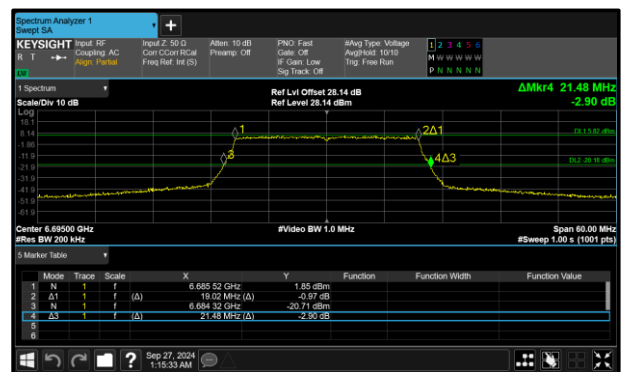 Spectrum Analyzer 1
Swept SA
+
KEYSIGHT Input: RF Input Z: 50 Ω Atten: 10 dB PNO: Fast #Avg Type: Voltage 1 2 3 4 5 6
R T Coupling: AC Corr CCorr RCal Preamp: Off Gate: Off Avg|Hold: 10/10 M W W W W W
Align: Partial Freq Ref: Int (S) IF Gain: Low Trig: Free Run
Sig Track: Off P N N N N N
1 Spectrum Ref Lvl Offset 28.14 dB ΔMkr4 21.48 MHz
Scale/Div 10 dB Ref Level 28.14 dBm -2.90 dB
Log
18.1
8.14 1 2Δ1
-1.86
-11.9 3 4Δ3
-21.9
-31.9
-41.9
-51.9
-61.9
Center 6.69500 GHz #Video BW 1.0 MHz Span 60.00 MHz
#Res BW 200 kHz #Sweep 1.00 s (1001 pts)
5 Marker Table
Mode Trace Scale X Y Function Function Width Function Value
1 N 1 f 6.685 52 GHz 1.85 dBm
2 Δ1 1 f (Δ) 19.02 MHz (Δ) -0.97 dB
3 N 1 f 6.684 32 GHz -20.71 dBm
4 Δ3 1 f (Δ) 21.48 MHz (Δ) -2.90 dB
5
6
? Sep 27, 2024
1:15:33 AM